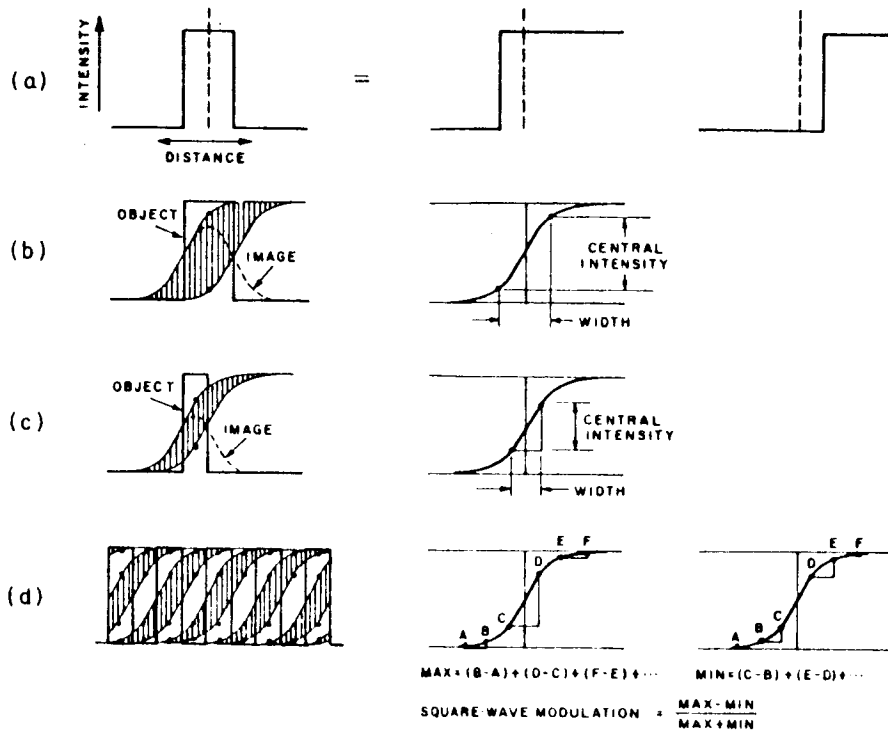 (a)
INTENSITY
=
DISTANCE
(b)
OBJECT
IMAGE
CENTRAL
INTENSITY
WIDTH
(c)
OBJECT
IMAGE
CENTRAL
INTENSITY
WIDTH
(d)
A B C D E F
A B C D E F
MAX=(B-A)+(D-C)+(F-E)+···
MIN=(C-B)+(E-D)+···
SQUARE-WAVE MODULATION = MAX-MIN
MAX+MIN